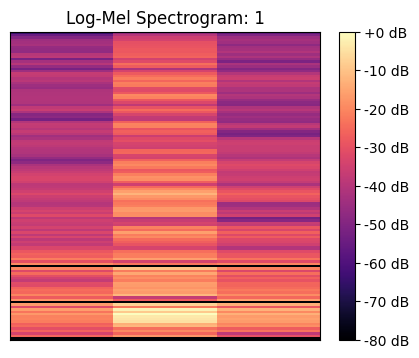 Log-Mel Spectrogram: 1
+0 dB
-10 dB
-20 dB
-30 dB
-40 dB
-50 dB
-60 dB
-70 dB
-80 dB